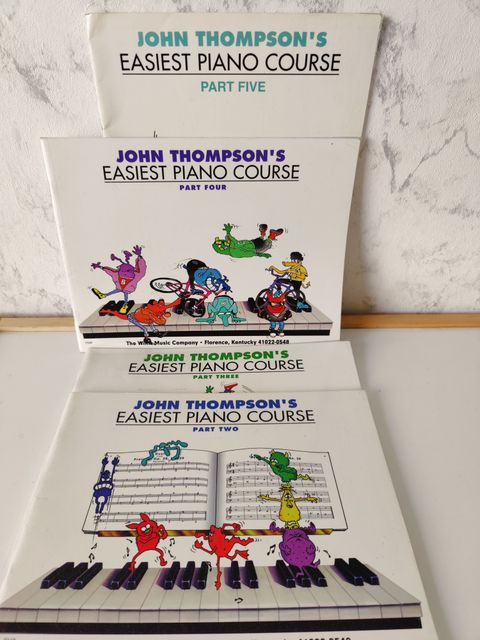 JOHN THOMPSON'S
EASIEST PIANO COURSE
PART FIVE
JOHN THOMPSON'S
EASIEST PIANO COURSE
PART FOUR
The Willis Music Company • Florence, Kentucky 41022-0548
JOHN THOMPSON'S
EASIEST PIANO COURSE
PART THREE
JOHN THOMPSON'S
EASIEST PIANO COURSE
PART TWO